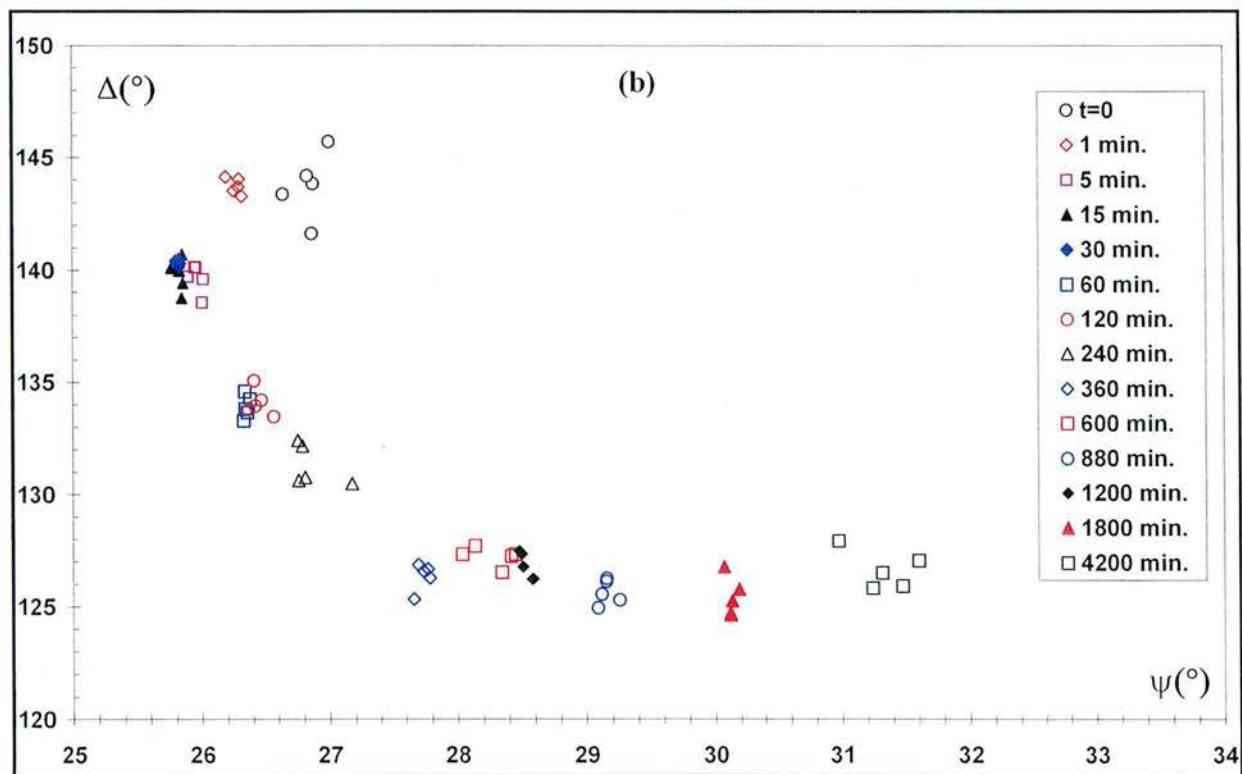 150
Δ(°)
(b)
145
140
135
130
125
120
t=0
1 min.
5 min.
15 min.
30 min.
60 min.
120 min.
240 min.
360 min.
600 min.
880 min.
1200 min.
1800 min.
4200 min.
ψ(°)
25 26 27 28 29 30 31 32 33 34